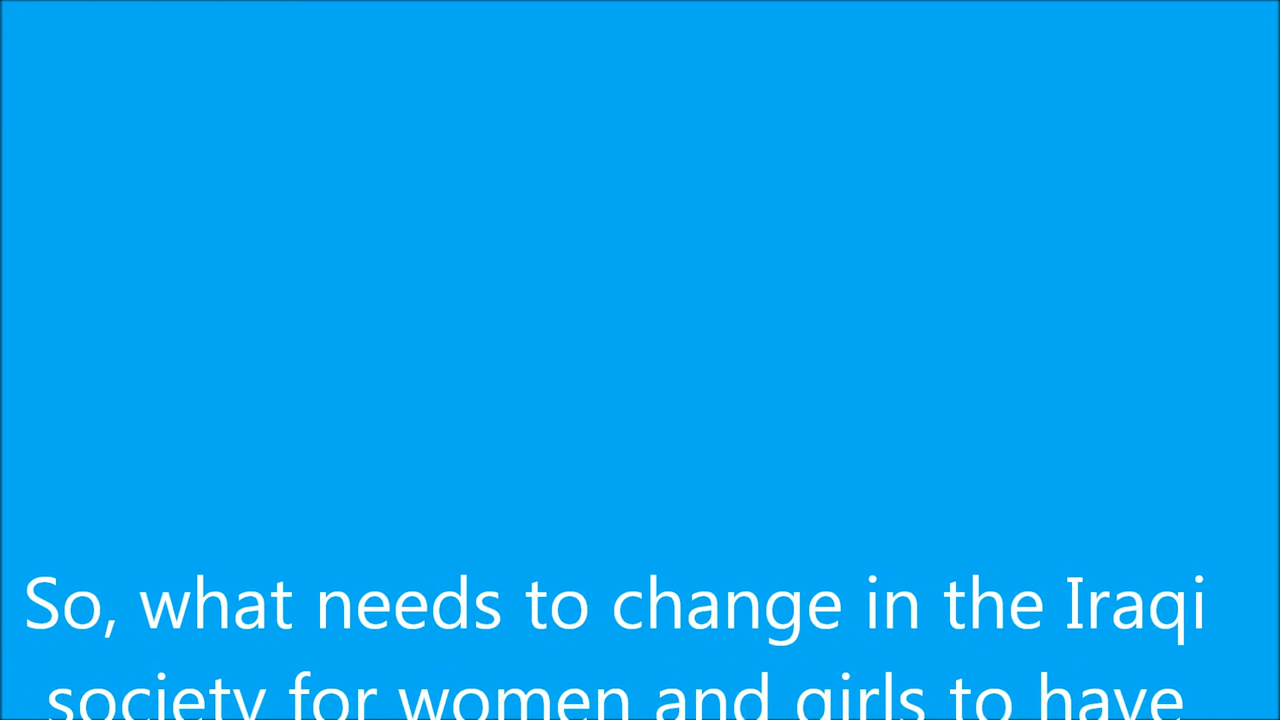 So, what needs to change in the Iraqi
society for women and girls to have